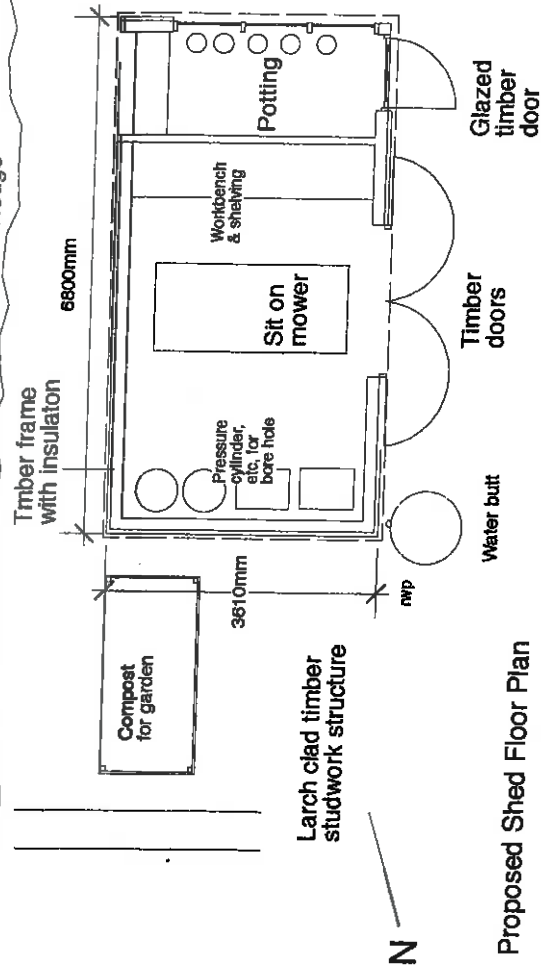 6800mm
Tmber frame
with insulaton
Potting
Workbench
& shelving
Sit on
mower
Pressure
cylinder,
etc, for
bore hole
Compost
for garden
3610mm
rwp
Water butt
Timber
doors
Glazed
timber
door
Larch clad timber
studwork structure
N
Proposed Shed Floor Plan